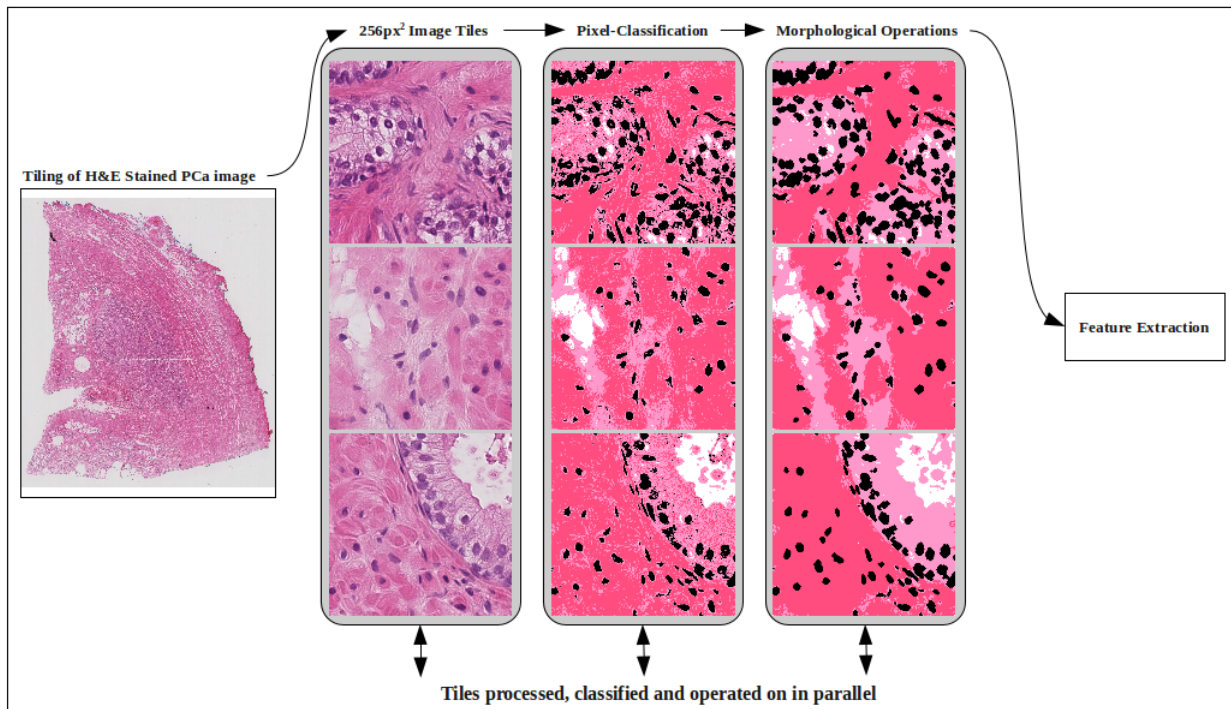 256px² Image Tiles
Pixel-Classification
Morphological Operations
Tiling of H&E Stained PCa image
Feature Extraction
Tiles processed, classified and operated on in parallel